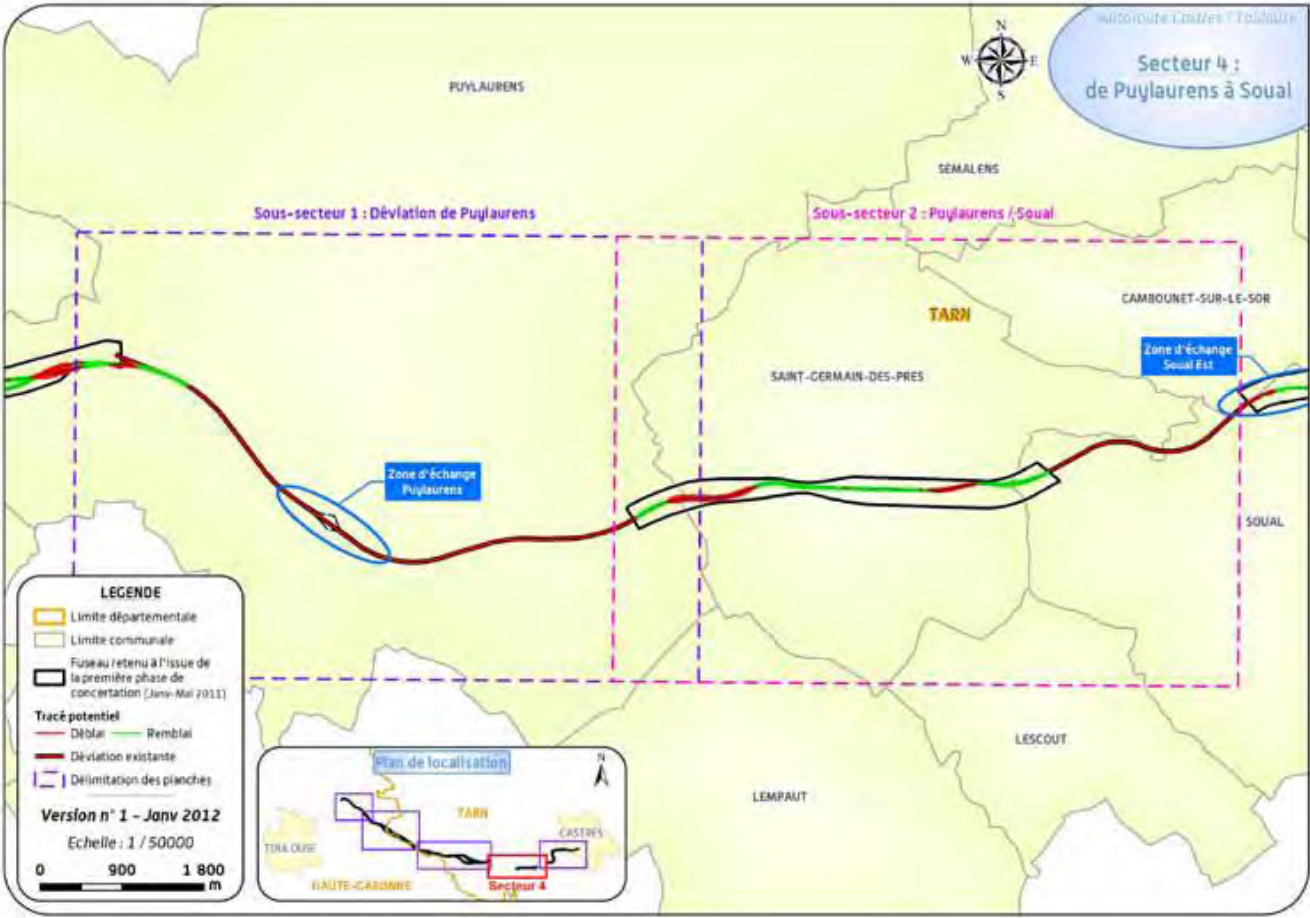 Autoroute Castres / Toulouse
Secteur 4 :
de Puylaurens à Soual
N
W
E
S
PUYLAURENS
SEMALENS
Sous-secteur 1 : Déviation de Puylaurens
Sous-secteur 2 : Puylaurens / Soual
CAMBOUNET-SUR-LE-SOR
TARN
Zone d'échange
Soual Est
SAINT-GERMAIN-DES-PRES
Zone d'échange
Puylaurens
SOUAL
LESCOUT
LEMPAUT
LEGENDE
Limite départementale
Limite communale
Fuseau retenu à l'issue de
la première phase de
concertation (Janv-Mai 2011)
Tracé potentiel
Déblai
Remblai
Déviation existante
Délimitation des planches
Version n° 1 - Janv 2012
Echelle : 1 / 50000
0 900 1 800
m
Plan de localisation
N
TARN
CASTRES
TOULOUSE
HAUTE-GARONNE
Secteur 4